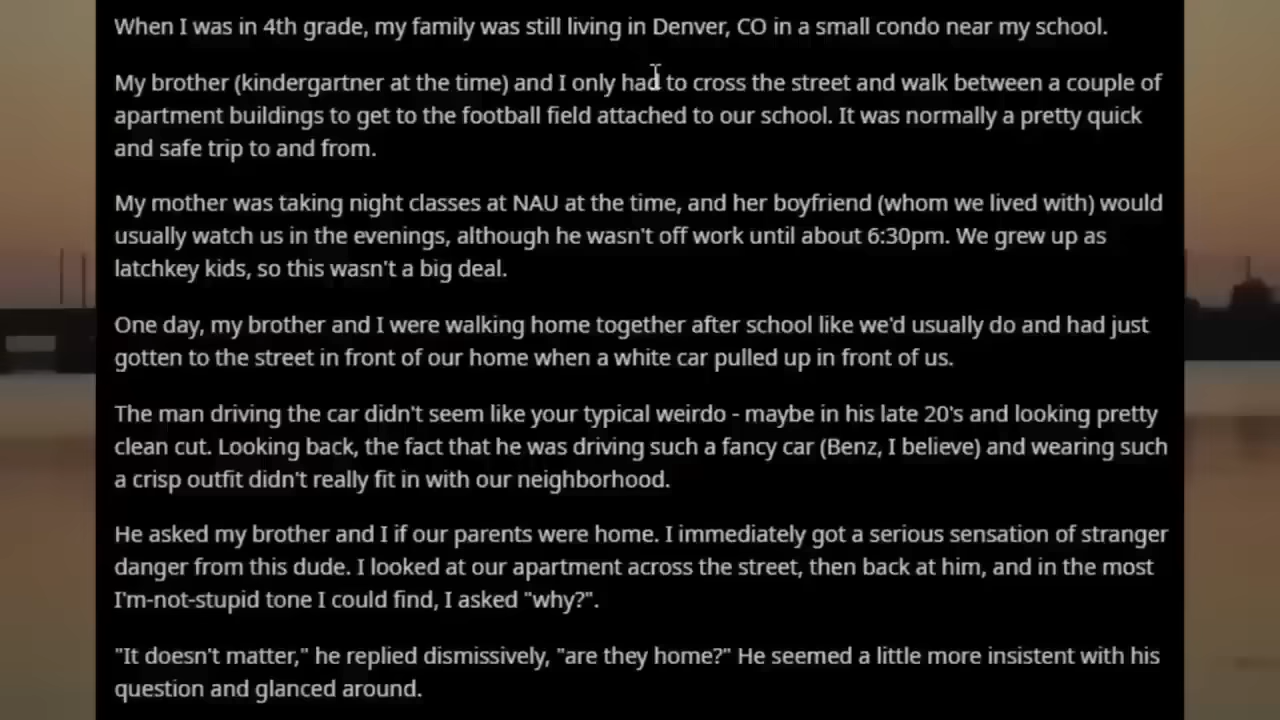 When I was in 4th grade, my family was still living in Denver, CO in a small condo near my school.
My brother (kindergartner at the time) and I only had to cross the street and walk between a couple of
apartment buildings to get to the football field attached to our school. It was normally a pretty quick
and safe trip to and from.
My mother was taking night classes at NAU at the time, and her boyfriend (whom we lived with) would
usually watch us in the evenings, although he wasn't off work until about 6:30pm. We grew up as
latchkey kids, so this wasn't a big deal.
One day, my brother and I were walking home together after school like we'd usually do and had just
gotten to the street in front of our home when a white car pulled up in front of us.
The man driving the car didn't seem like your typical weirdo - maybe in his late 20's and looking pretty
clean cut. Looking back, the fact that he was driving such a fancy car (Benz, I believe) and wearing such
a crisp outfit didn't really fit in with our neighborhood.
He asked my brother and I if our parents were home. I immediately got a serious sensation of stranger
danger from this dude. I looked at our apartment across the street, then back at him, and in the most
I'm-not-stupid tone I could find, I asked "why?".
"It doesn't matter," he replied dismissively, "are they home?" He seemed a little more insistent with his
question and glanced around.